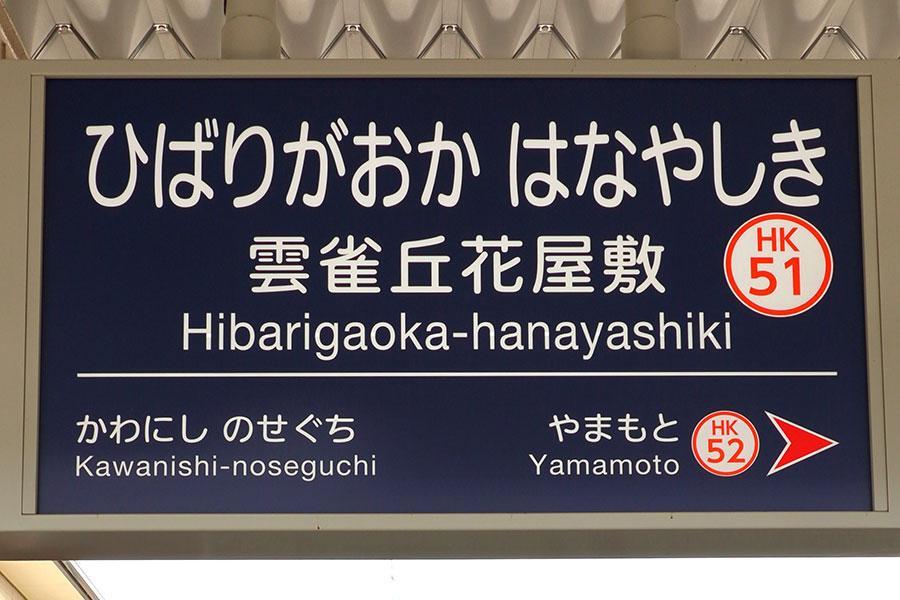 ひばりがおか はなやしき
雲雀丘花屋敷
HK
51
Hibarigaoka-hanayashiki
かわにし のせぐち
Kawanishi-noseguchi
やまもと
Yamamoto
HK
52